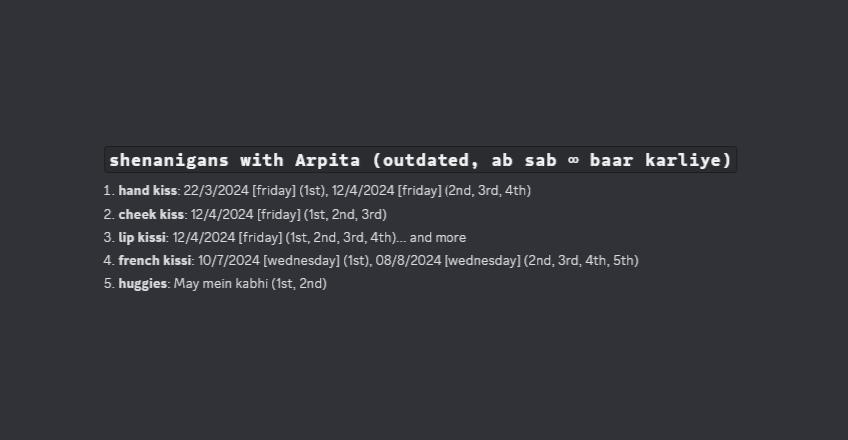 shenanigans with Arpita (outdated, ab sab ∞ baar karliye)
1. hand kiss: 22/3/2024 [friday] (1st), 12/4/2024 [friday] (2nd, 3rd, 4th)
2. cheek kiss: 12/4/2024 [friday] (1st, 2nd, 3rd)
3. lip kissi: 12/4/2024 [friday] (1st, 2nd, 3rd, 4th)... and more
4. french kissi: 10/7/2024 [wednesday] (1st), 08/8/2024 [wednesday] (2nd, 3rd, 4th, 5th)
5. huggies: May mein kabhi (1st, 2nd)